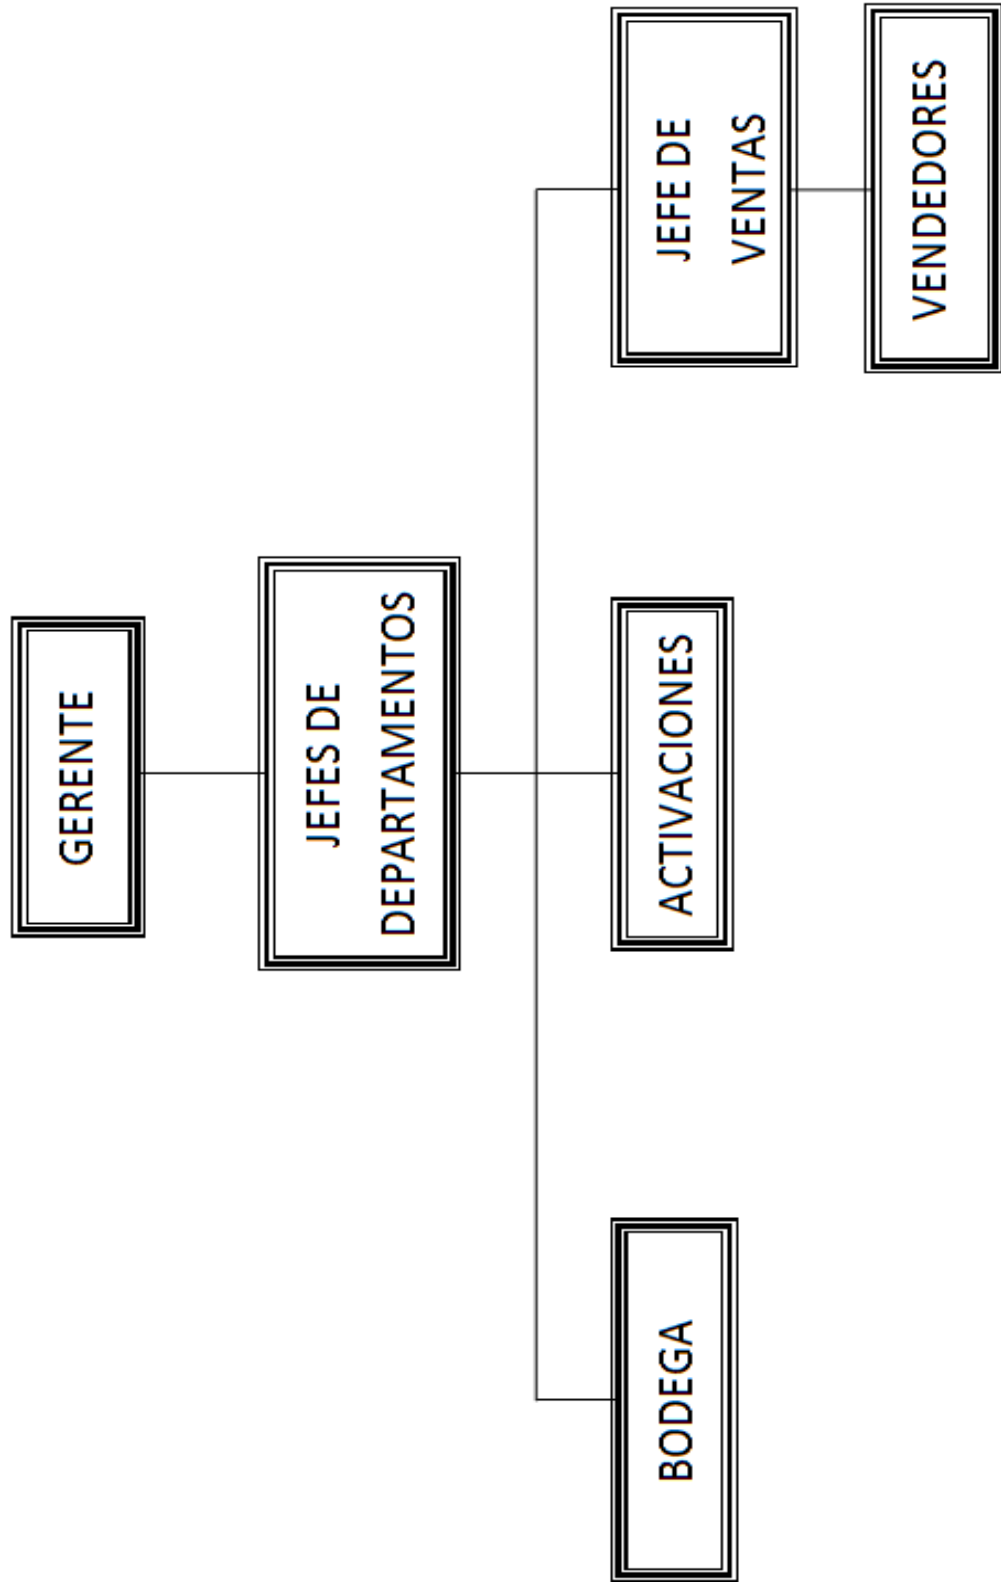 GERENTE
JEFES DE
DEPARTAMENTOS
BODEGA
ACTIVACIONES
JEFE DE
VENTAS
VENDEDORES